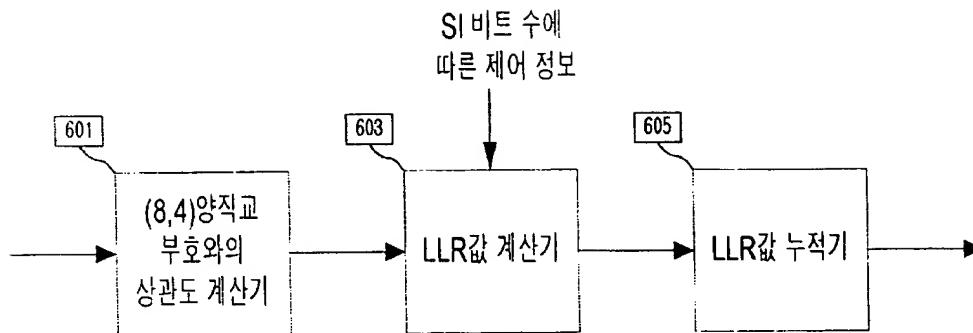 SI 비트 수에
따른 제어 정보
601
603
605
(8,4)양직교
부호와의
상관도 계산기
LLR값 계산기
LLR값 누적기